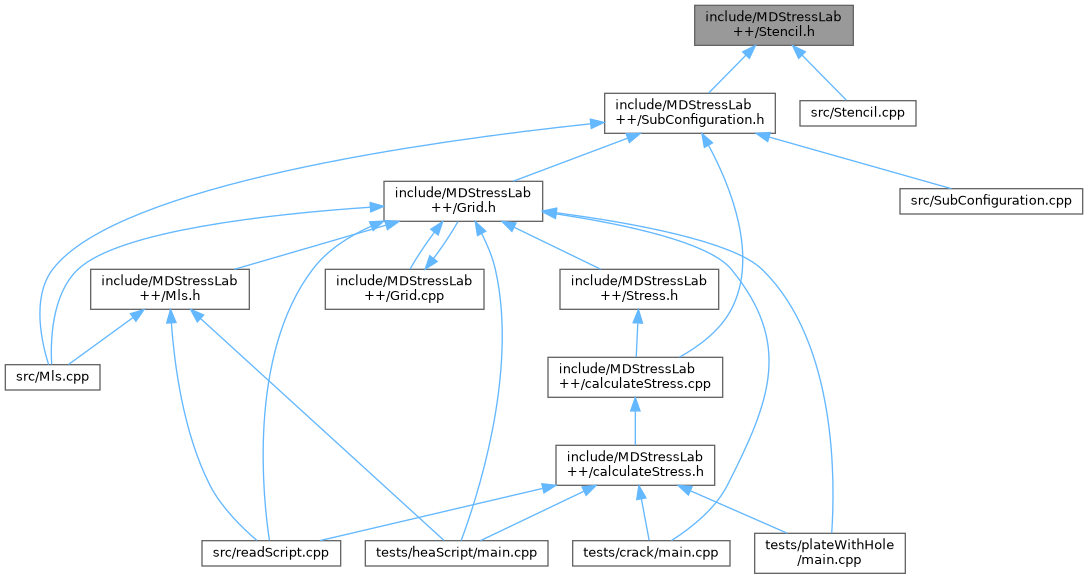 include/MDStressLab
++/Stencil.h
include/MDStressLab
++/SubConfiguration.h
src/Stencil.cpp
include/MDStressLab
++/Grid.h
src/SubConfiguration.cpp
include/MDStressLab
++/Mls.h
include/MDStressLab
++/Grid.cpp
include/MDStressLab
++/Stress.h
src/Mls.cpp
include/MDStressLab
++/calculateStress.cpp
include/MDStressLab
++/calculateStress.h
src/readScript.cpp
tests/heaScript/main.cpp
tests/crack/main.cpp
tests/plateWithHole
/main.cpp